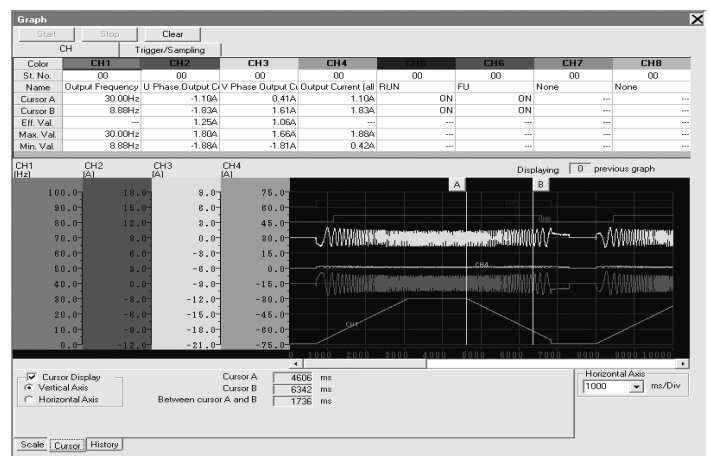 Graph
Start Stop Clear
CH Trigger/Sampling
Color CH1 CH2 CH3 CH4 CH5 CH6 CH7 CH8
St. No. 00 00 00 00 00 00 00 00
Name Output Frequency U Phase Output C V Phase Output C Output Current (all RUN FU None None
Cursor A 30.00Hz -1.10A 0.41A 1.10A ON ON --- ---
Cursor B 8.88Hz -1.83A 1.61A 1.83A ON ON --- ---
Eff. Val. --- 1.25A 1.06A --- --- --- --- ---
Max. Val. 30.00Hz 1.80A 1.66A 1.88A --- --- --- ---
Min. Val. 8.88Hz -1.88A -1.81A 0.42A --- --- --- ---
CH1 CH2 CH3 CH4
(Hz) (A) (A) (A)
Displaying 0 previous graph
A B
100.0 18.0 9.0 75.0
90.0 15.0 6.0 60.0
80.0 12.0 3.0 45.0
70.0 9.0 0.0 30.0
60.0 6.0 -3.0 15.0
50.0 3.0 -6.0 0.0
40.0 0.0 -9.0 -15.0
30.0 -3.0 -12.0 -30.0
20.0 -6.0 -15.0 -45.0
10.0 -9.0 -18.0 -60.0
0.0 -12.0 -21.0 -75.0
CH6
CH4
CH1
0 1000 2000 3000 4000 5000 6000 7000 8000 9000 10000
Cursor Display
Vertical Axis
Horizontal Axis
Cursor A 4606 ms
Cursor B 6342 ms
Between cursor A and B 1736 ms
Horizontal Axis
1000 ms/Div
Scale Cursor History